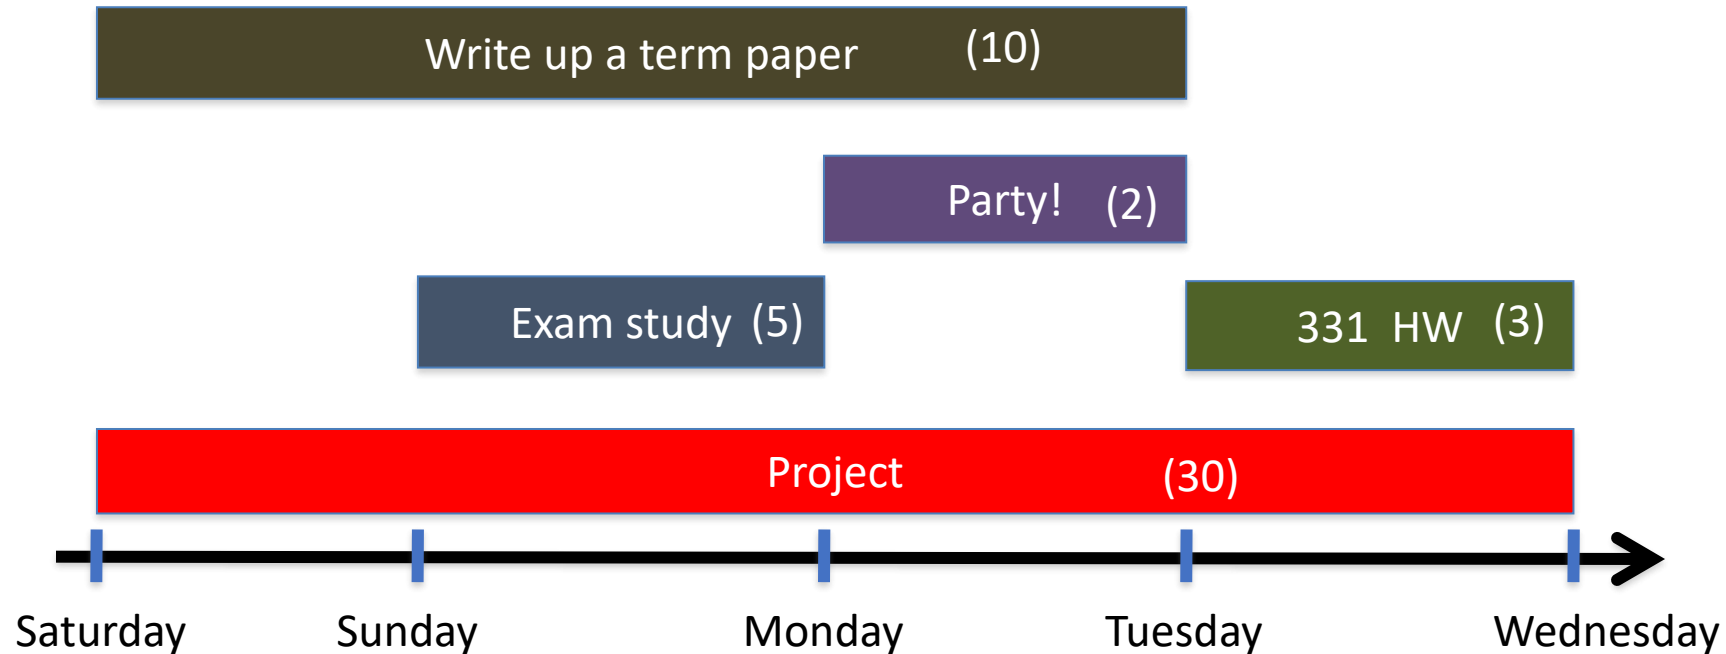 Write up a term paper (10)
Party! (2)
Exam study (5)
331 HW (3)
Project (30)
Saturday Sunday Monday Tuesday Wednesday